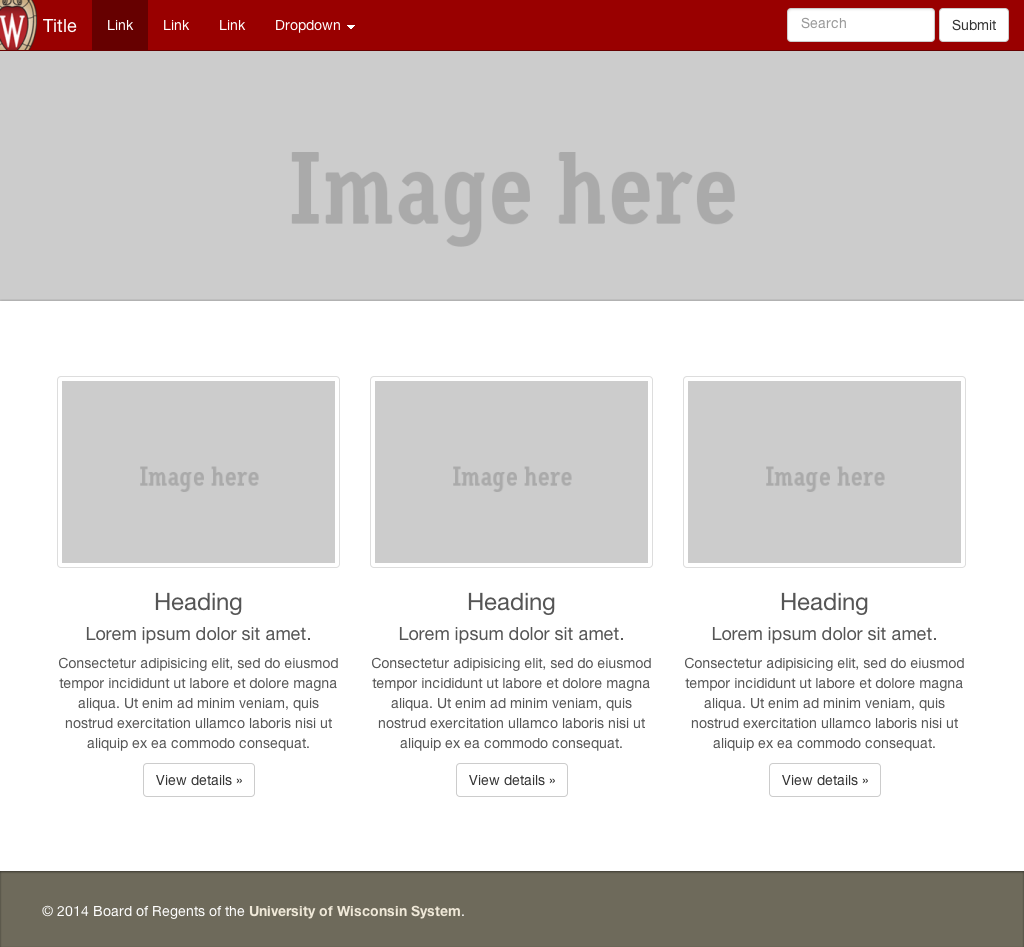 W Title Link Link Link Dropdown Search Submit
Image here
Image here Image here Image here
Heading Heading Heading
Lorem ipsum dolor sit amet. Lorem ipsum dolor sit amet. Lorem ipsum dolor sit amet.
Consectetur adipisicing elit, sed do eiusmod Consectetur adipisicing elit, sed do eiusmod Consectetur adipisicing elit, sed do eiusmod
tempor incididunt ut labore et dolore magna tempor incididunt ut labore et dolore magna tempor incididunt ut labore et dolore magna
aliqua. Ut enim ad minim veniam, quis aliqua. Ut enim ad minim veniam, quis aliqua. Ut enim ad minim veniam, quis
nostrud exercitation ullamco laboris nisi ut nostrud exercitation ullamco laboris nisi ut nostrud exercitation ullamco laboris nisi ut
aliquip ex ea commodo consequat. aliquip ex ea commodo consequat. aliquip ex ea commodo consequat.
View details » View details » View details »
© 2014 Board of Regents of the University of Wisconsin System.